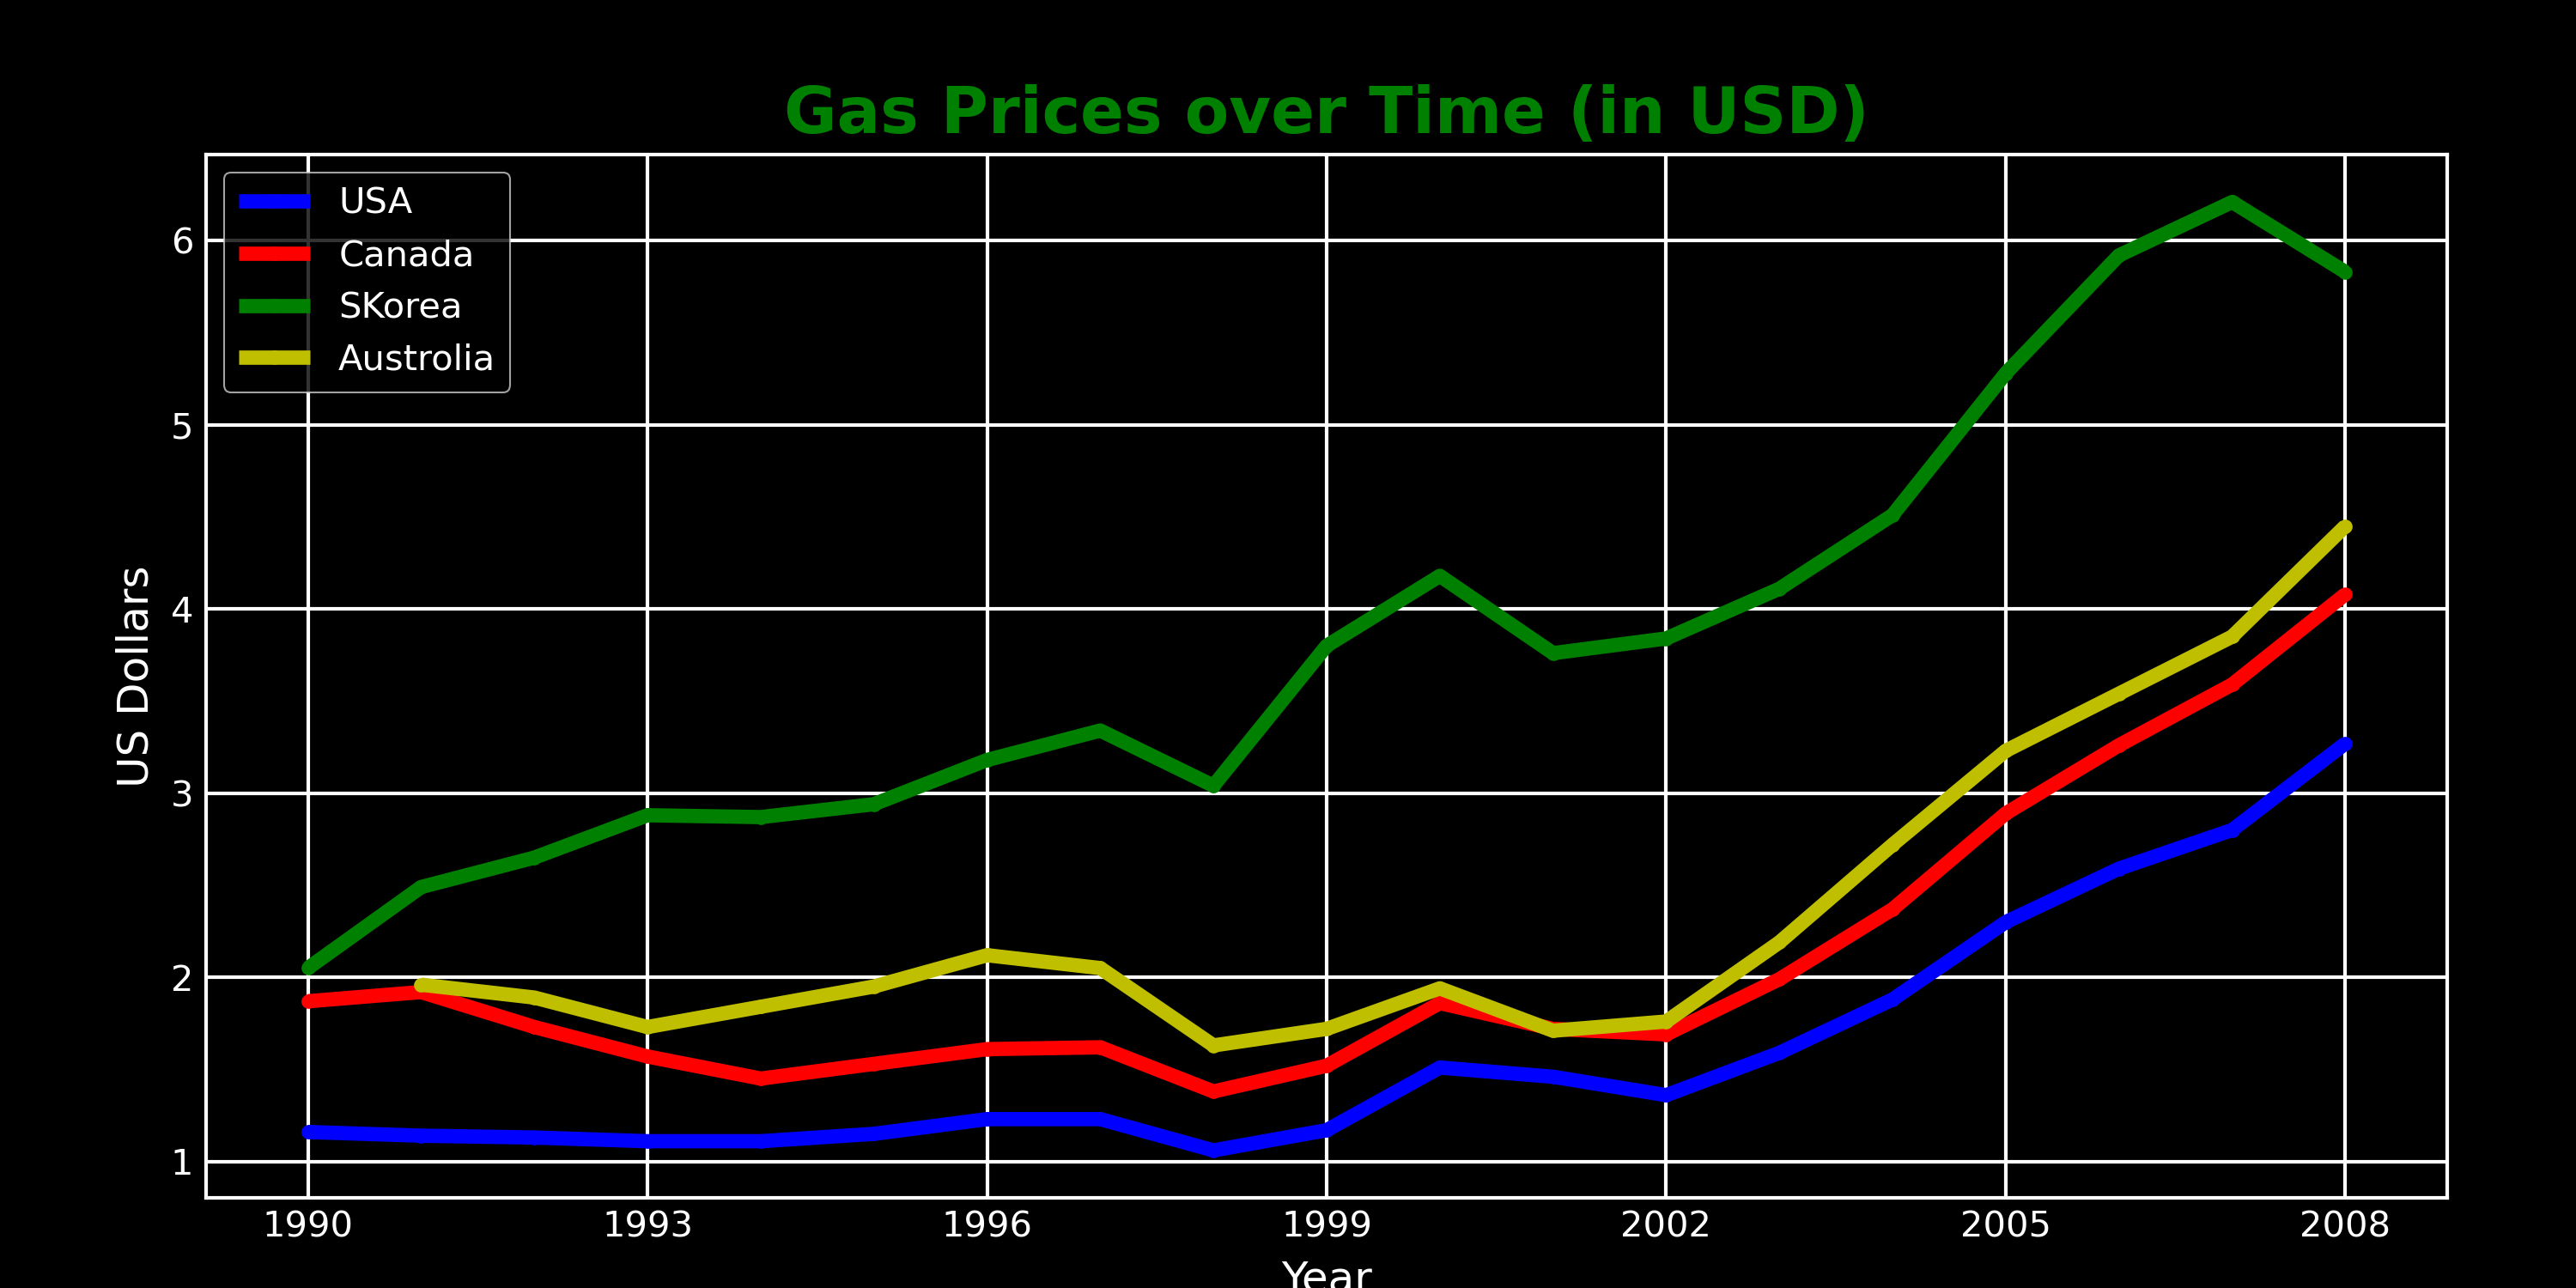 Gas Prices over Time (in USD)
USA
Canada
SKorea
Austrolia
6
5
4
3
2
1
US Dollars
1990 1993 1996 1999 2002 2005 2008
Year